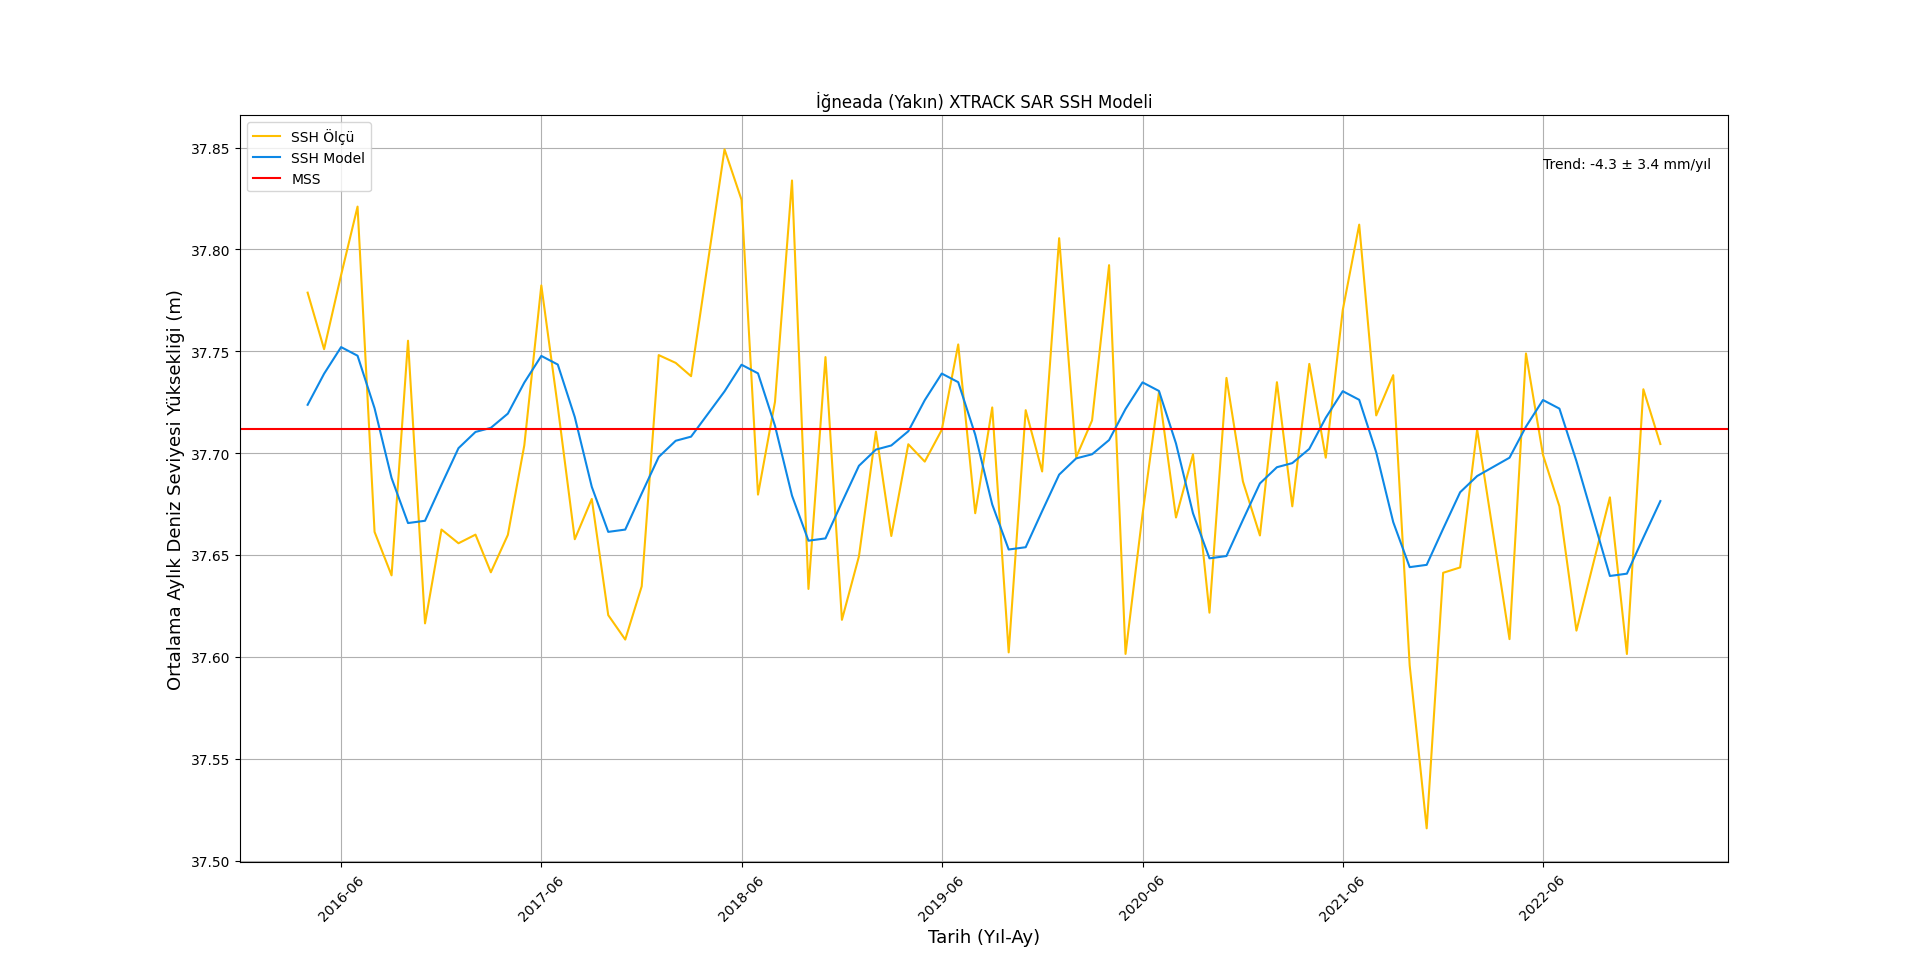 İğneada (Yakın) XTRACK SAR SSH Modeli
SSH Ölçü
SSH Model
MSS
Trend: -4.3 ± 3.4 mm/yıl
Ortalama Aylık Deniz Seviyesi Yüksekliği (m)
37.85
37.80
37.75
37.70
37.65
37.60
37.55
37.50
2016-06
2017-06
2018-06
2019-06
2020-06
2021-06
2022-06
Tarih (Yıl-Ay)